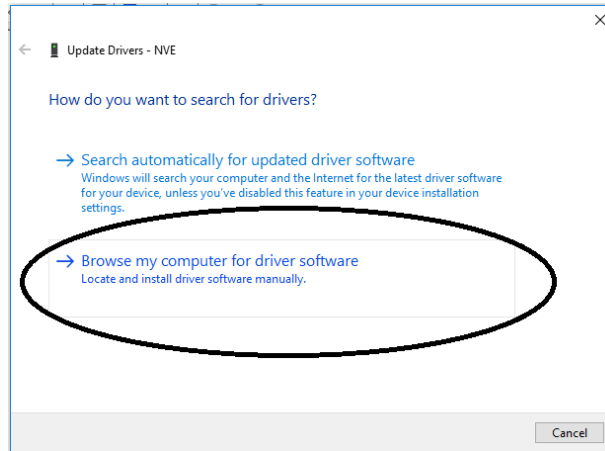 Update Drivers - NVE
How do you want to search for drivers?
Search automatically for updated driver software
Windows will search your computer and the Internet for the latest driver software
for your device, unless you've disabled this feature in your device installation
settings.
Browse my computer for driver software
Locate and install driver software manually.
Cancel